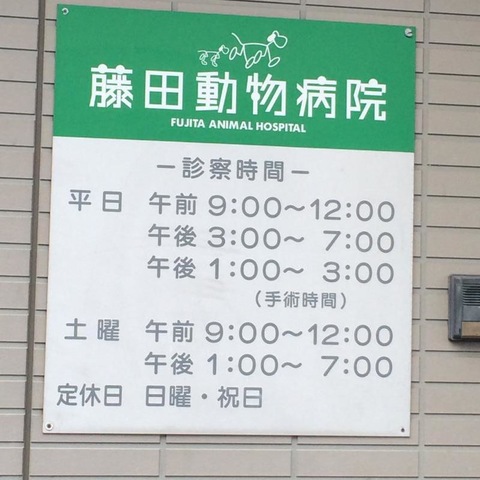 藤田動物病院
FUJITA ANIMAL HOSPITAL
ー診察時間ー
平日 午前 9:00〜12:00
午後 3:00〜 7:00
午後 1:00〜 3:00
(手術時間)
土曜 午前 9:00〜12:00
午後 1:00〜 7:00
定休日 日曜・祝日